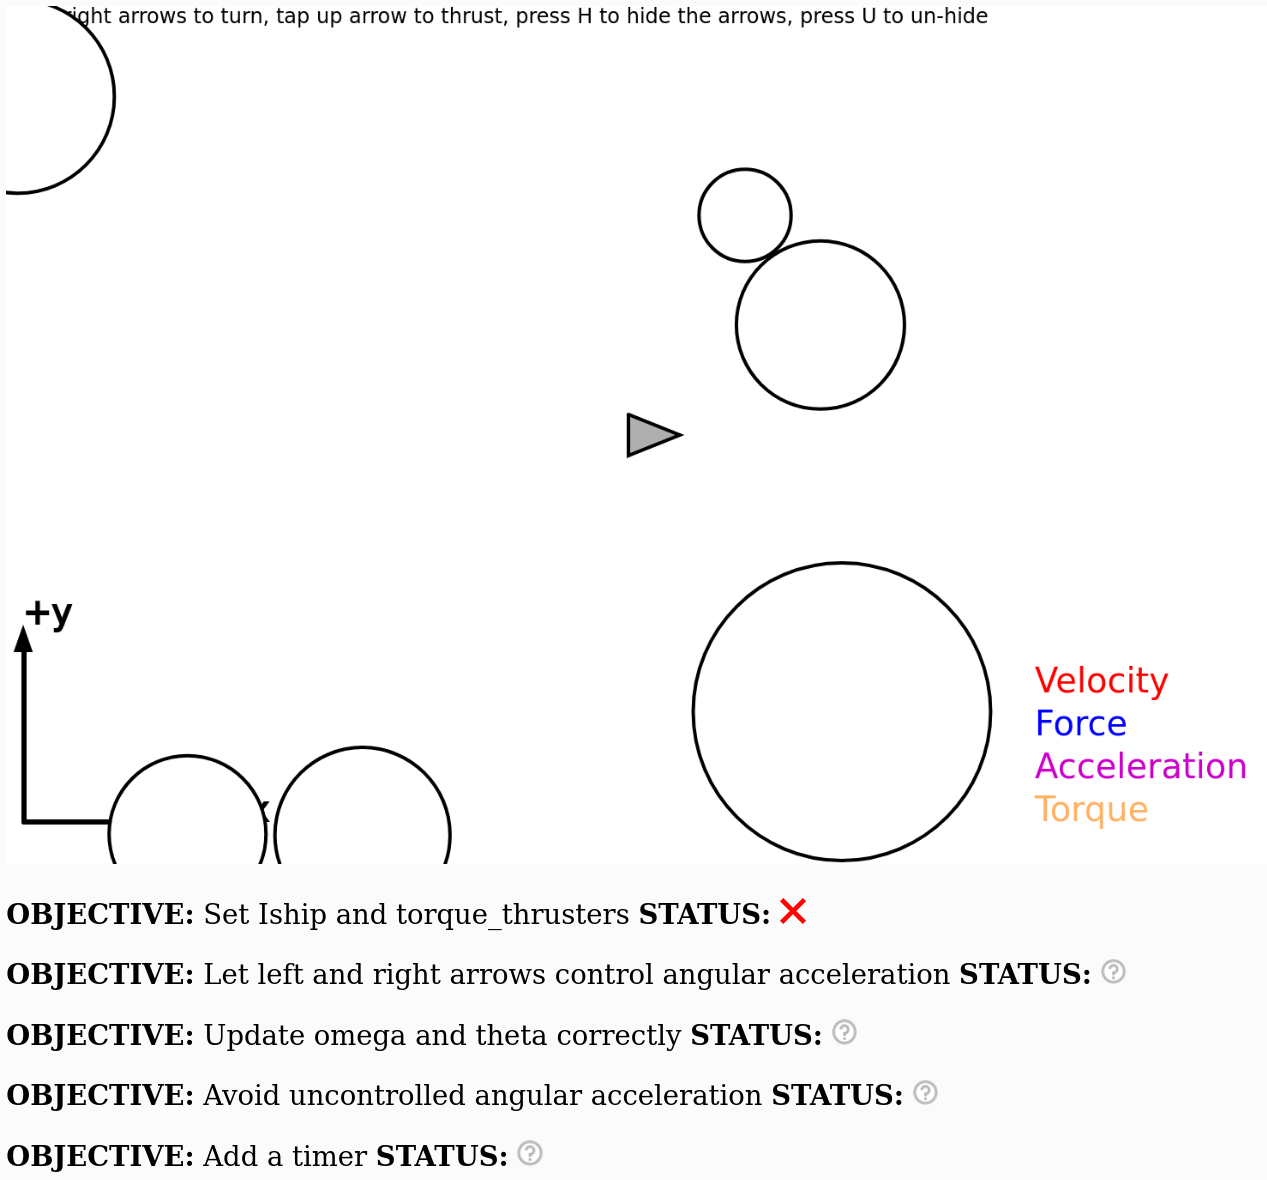 right arrows to turn, tap up arrow to thrust, press H to hide the arrows, press U to un-hide
+y
Velocity
Force
Acceleration
Torque
OBJECTIVE: Set Iship and torque_thrusters STATUS: ❌
OBJECTIVE: Let left and right arrows control angular acceleration STATUS: ?
OBJECTIVE: Update omega and theta correctly STATUS: ?
OBJECTIVE: Avoid uncontrolled angular acceleration STATUS: ?
OBJECTIVE: Add a timer STATUS: ?